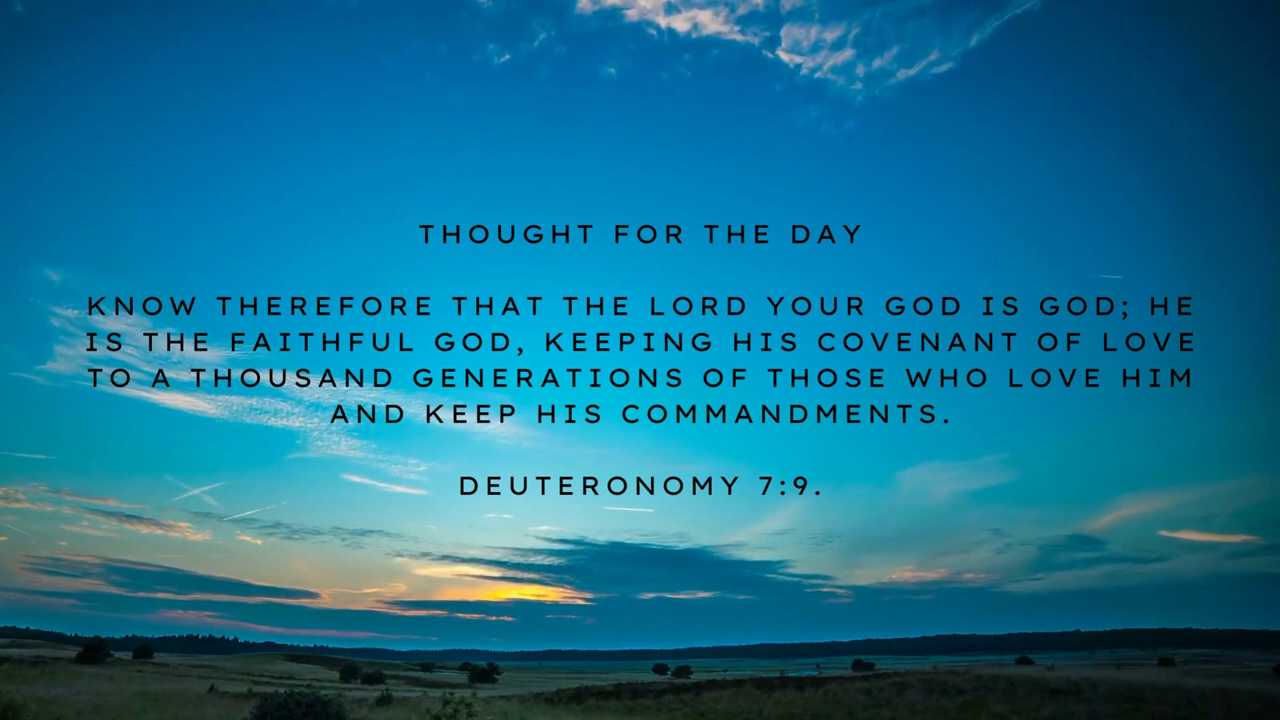 THOUGHT FOR THE DAY
KNOW THEREFORE THAT THE LORD YOUR GOD IS GOD; HE
IS THE FAITHFUL GOD, KEEPING HIS COVENANT OF LOVE
TO A THOUSAND GENERATIONS OF THOSE WHO LOVE HIM
AND KEEP HIS COMMANDMENTS.
DEUTERONOMY 7:9.